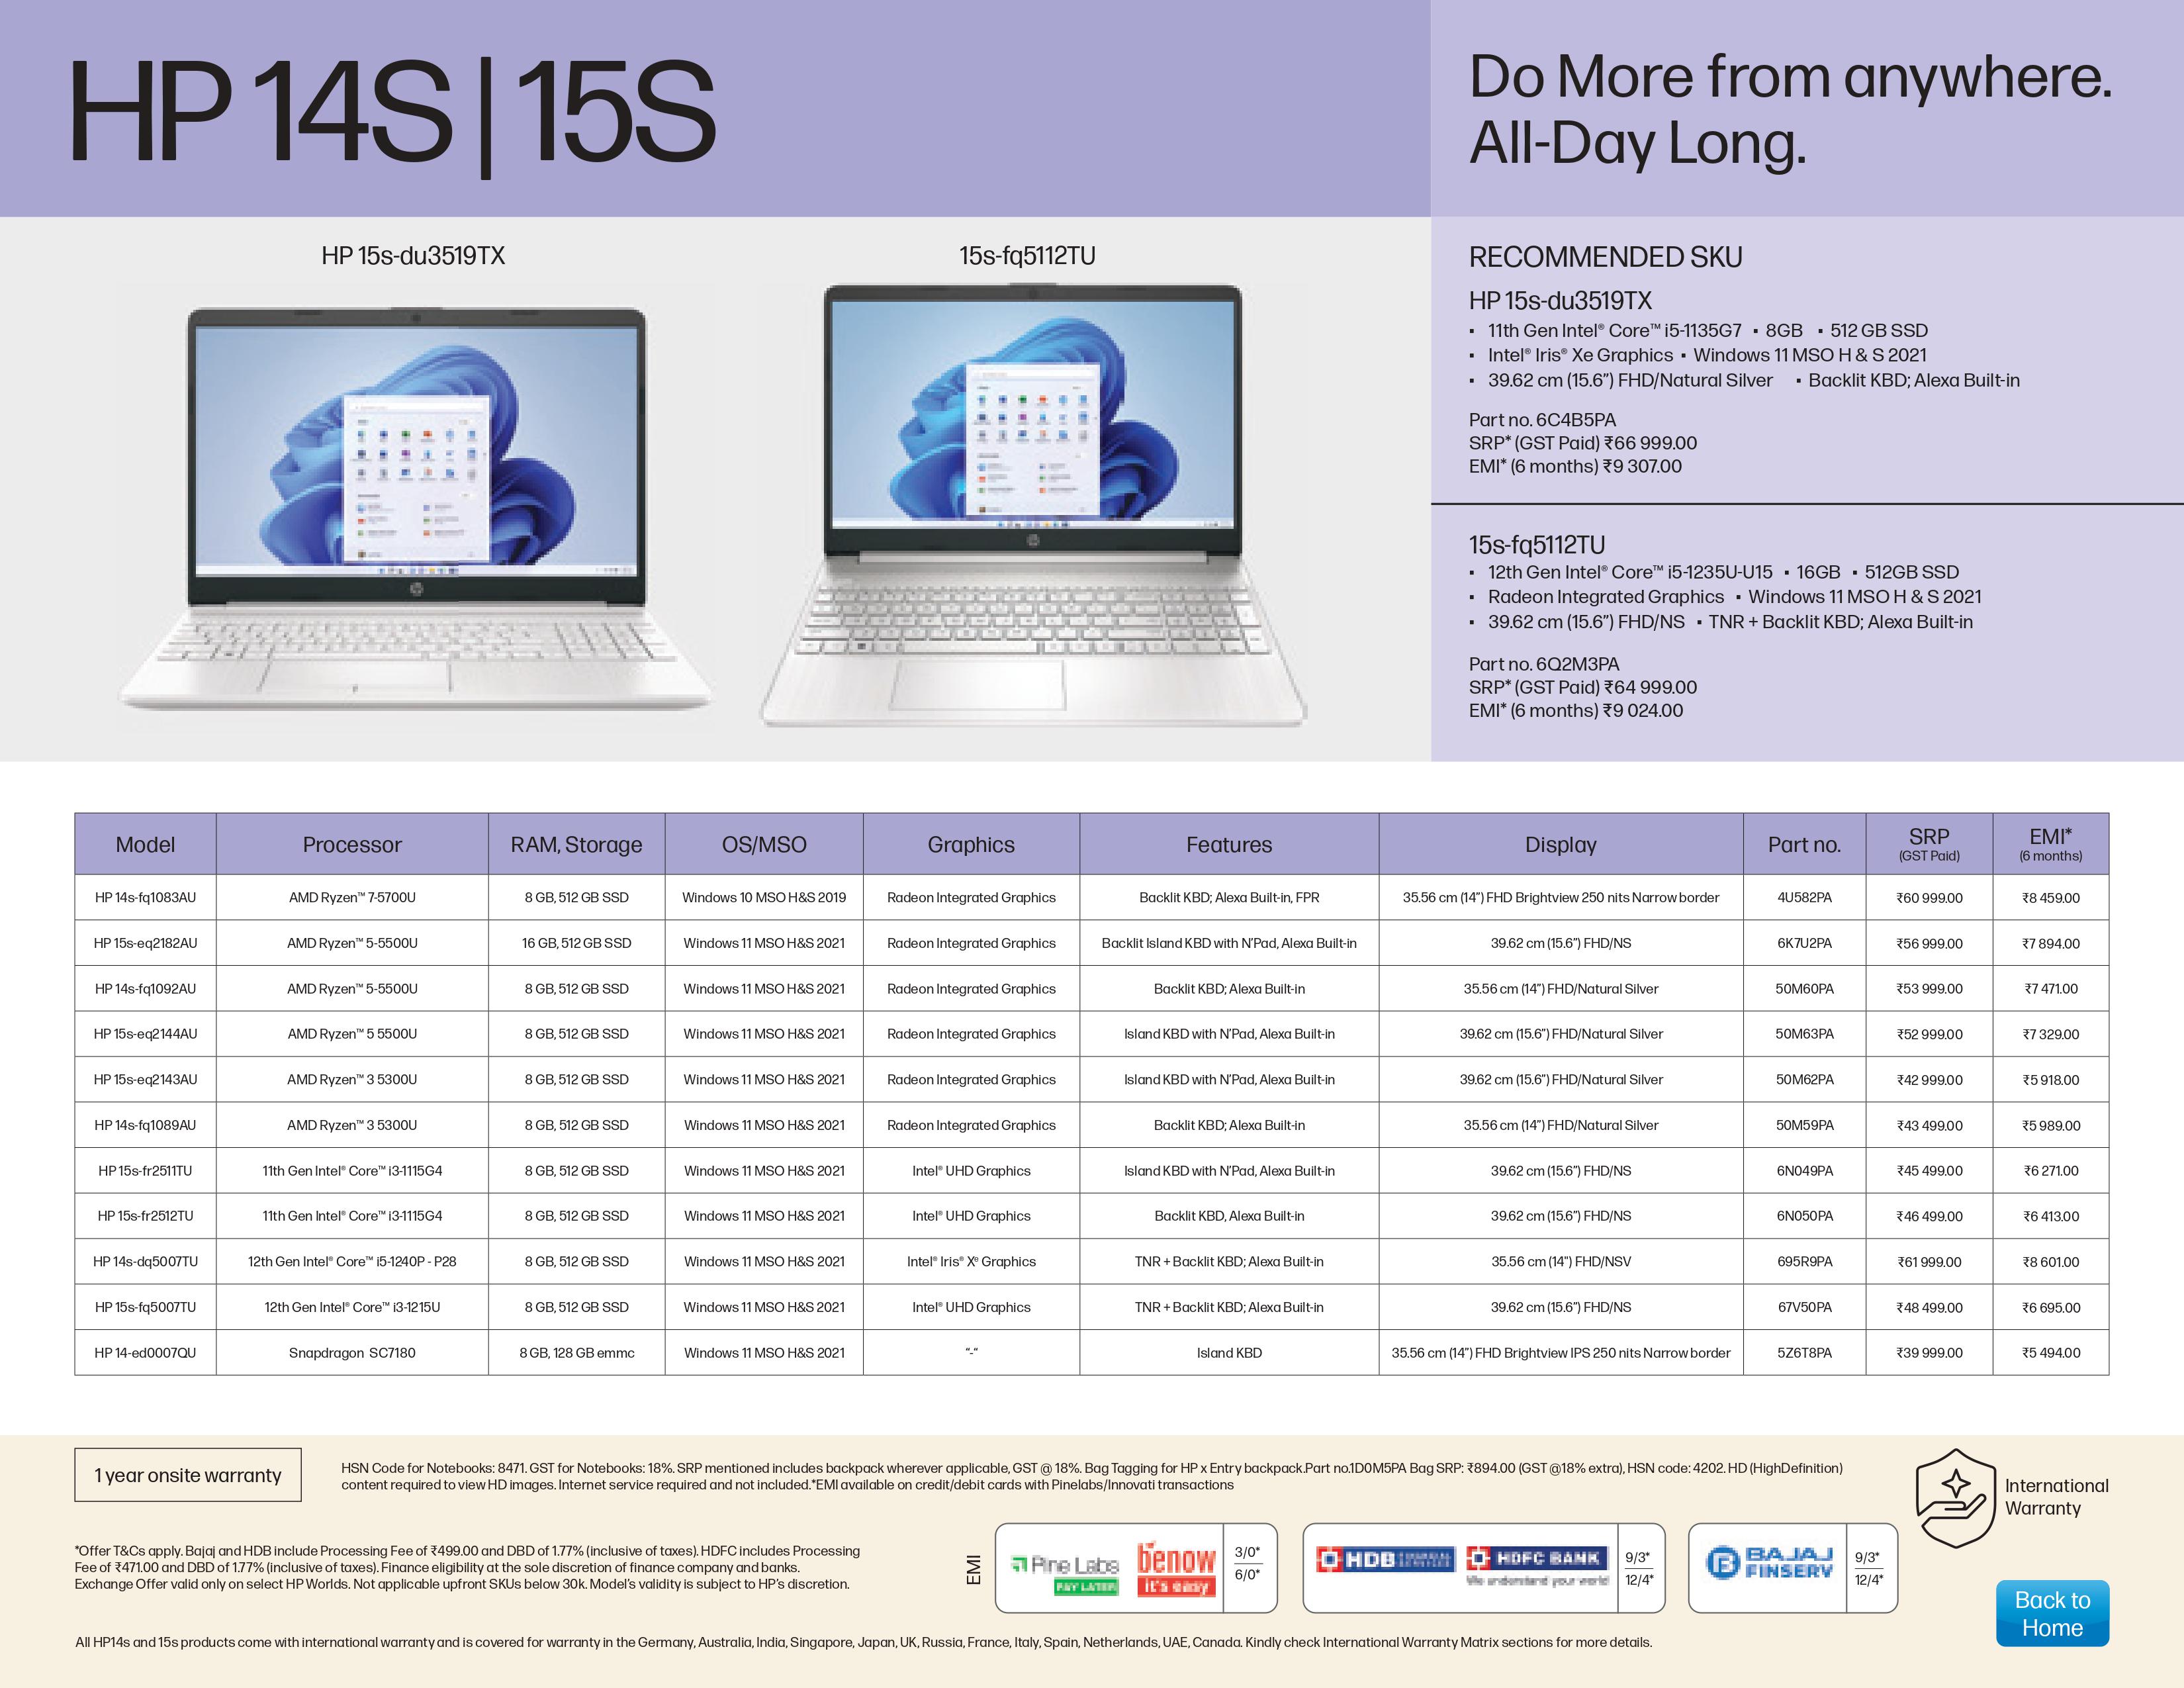 HP 14S | 15S
Do More from anywhere.
All-Day Long.
HP 15s-du3519TX
15s-fq5112TU
RECOMMENDED SKU
HP 15s-du3519TX
▪ 11th Gen Intel® Core™ i5-1135G7 ▪ 8GB ▪ 512 GB SSD
▪ Intel® Iris® Xe Graphics ▪ Windows 11 MSO H & S 2021
▪ 39.62 cm (15.6”) FHD/Natural Silver ▪ Backlit KBD; Alexa Built-in
Part no. 6C4B5PA
SRP* (GST Paid) ₹66 999.00
EMI* (6 months) ₹9 307.00
15s-fq5112TU
▪ 12th Gen Intel® Core™ i5-1235U-U15 ▪ 16GB ▪ 512GB SSD
▪ Radeon Integrated Graphics ▪ Windows 11 MSO H & S 2021
▪ 39.62 cm (15.6”) FHD/NS ▪ TNR + Backlit KBD; Alexa Built-in
Part no. 6Q2M3PA
SRP* (GST Paid) ₹64 999.00
EMI* (6 months) ₹9 024.00
Model Processor RAM, Storage OS/MSO Graphics Features Display Part no. SRP (GST Paid) EMI* (6 months)
HP 14s-fq1083AU AMD Ryzen™ 7-5700U 8 GB, 512 GB SSD Windows 10 MSO H&S 2019 Radeon Integrated Graphics Backlit KBD; Alexa Built-in, FPR 35.56 cm (14”) FHD Brightview 250 nits Narrow border 4U582PA ₹60 999.00 ₹8 459.00
HP 15s-eq2182AU AMD Ryzen™ 5-5500U 16 GB, 512 GB SSD Windows 11 MSO H&S 2021 Radeon Integrated Graphics Backlit Island KBD with N’Pad, Alexa Built-in 39.62 cm (15.6”) FHD/NS 6K7U2PA ₹56 999.00 ₹7 894.00
HP 14s-fq1092AU AMD Ryzen™ 5-5500U 8 GB, 512 GB SSD Windows 11 MSO H&S 2021 Radeon Integrated Graphics Backlit KBD; Alexa Built-in 35.56 cm (14”) FHD/Natural Silver 50M60PA ₹53 999.00 ₹7 471.00
HP 15s-eq2144AU AMD Ryzen™ 5 5500U 8 GB, 512 GB SSD Windows 11 MSO H&S 2021 Radeon Integrated Graphics Island KBD with N’Pad, Alexa Built-in 39.62 cm (15.6”) FHD/Natural Silver 50M63PA ₹52 999.00 ₹7 329.00
HP 15s-eq2143AU AMD Ryzen™ 3 5300U 8 GB, 512 GB SSD Windows 11 MSO H&S 2021 Radeon Integrated Graphics Island KBD with N’Pad, Alexa Built-in 39.62 cm (15.6”) FHD/Natural Silver 50M62PA ₹42 999.00 ₹5 918.00
HP 14s-fq1089AU AMD Ryzen™ 3 5300U 8 GB, 512 GB SSD Windows 11 MSO H&S 2021 Radeon Integrated Graphics Backlit KBD; Alexa Built-in 35.56 cm (14”) FHD/Natural Silver 50M59PA ₹43 499.00 ₹5 989.00
HP 15s-fr2511TU 11th Gen Intel® Core™ i3-1115G4 8 GB, 512 GB SSD Windows 11 MSO H&S 2021 Intel® UHD Graphics Island KBD with N’Pad, Alexa Built-in 39.62 cm (15.6”) FHD/NS 6N049PA ₹45 499.00 ₹6 271.00
HP 15s-fr2512TU 11th Gen Intel® Core™ i3-1115G4 8 GB, 512 GB SSD Windows 11 MSO H&S 2021 Intel® UHD Graphics Backlit KBD, Alexa Built-in 39.62 cm (15.6”) FHD/NS 6N050PA ₹46 499.00 ₹6 413.00
HP 14s-dq5007TU 12th Gen Intel® Core™ i5-1240P - P28 8 GB, 512 GB SSD Windows 11 MSO H&S 2021 Intel® Iris® Xᵉ Graphics TNR + Backlit KBD; Alexa Built-in 35.56 cm (14") FHD/NSV 695R9PA ₹61 999.00 ₹8 601.00
HP 15s-fq5007TU 12th Gen Intel® Core™ i3-1215U 8 GB, 512 GB SSD Windows 11 MSO H&S 2021 Intel® UHD Graphics TNR + Backlit KBD; Alexa Built-in 39.62 cm (15.6”) FHD/NS 67V50PA ₹48 499.00 ₹6 695.00
HP 14-ed0007QU Snapdragon SC7180 8 GB, 128 GB emmc Windows 11 MSO H&S 2021 “-“ Island KBD 35.56 cm (14”) FHD Brightview IPS 250 nits Narrow border 5Z6T8PA ₹39 999.00 ₹5 494.00
1 year onsite warranty
HSN Code for Notebooks: 8471. GST for Notebooks: 18%. SRP mentioned includes backpack wherever applicable, GST @ 18%. Bag Tagging for HP x Entry backpack.Part no.1D0M5PA Bag SRP: ₹894.00 (GST @18% extra), HSN code: 4202. HD (HighDefinition)
content required to view HD images. Internet service required and not included.*EMI available on credit/debit cards with Pinelabs/Innovati transactions
International
Warranty
*Offer T&Cs apply. Bajaj and HDB include Processing Fee of ₹499.00 and DBD of 1.77% (inclusive of taxes). HDFC includes Processing
Fee of ₹471.00 and DBD of 1.77% (inclusive of taxes). Finance eligibility at the sole discretion of finance company and banks.
Exchange Offer valid only on select HP Worlds. Not applicable upfront SKUs below 30k. Model’s validity is subject to HP’s discretion.
EMI
Pine Labs
PAY LATER
benow
it's easy
3/0*
6/0*
HDB FINANCIAL SERVICES
HDFC BANK
We understand your world
9/3*
12/4*
BAJAJ
FINSERV
9/3*
12/4*
Back to
Home
All HP14s and 15s products come with international warranty and is covered for warranty in the Germany, Australia, India, Singapore, Japan, UK, Russia, France, Italy, Spain, Netherlands, UAE, Canada. Kindly check International Warranty Matrix sections for more details.